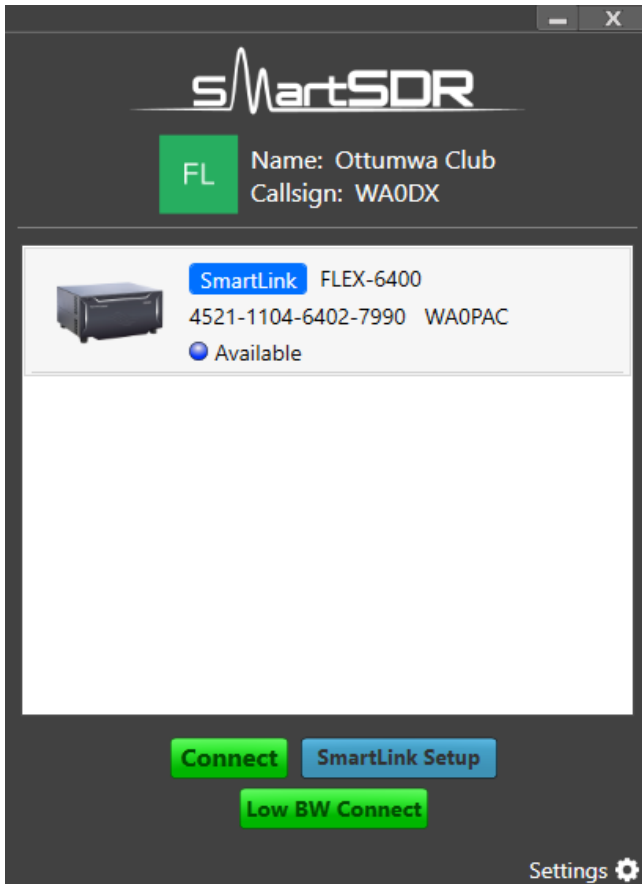 X
sMartSDR
FL
Name: Ottumwa Club
Callsign: WA0DX
SmartLink FLEX-6400
4521-1104-6402-7990 WA0PAC
Available
Connect SmartLink Setup
Low BW Connect
Settings